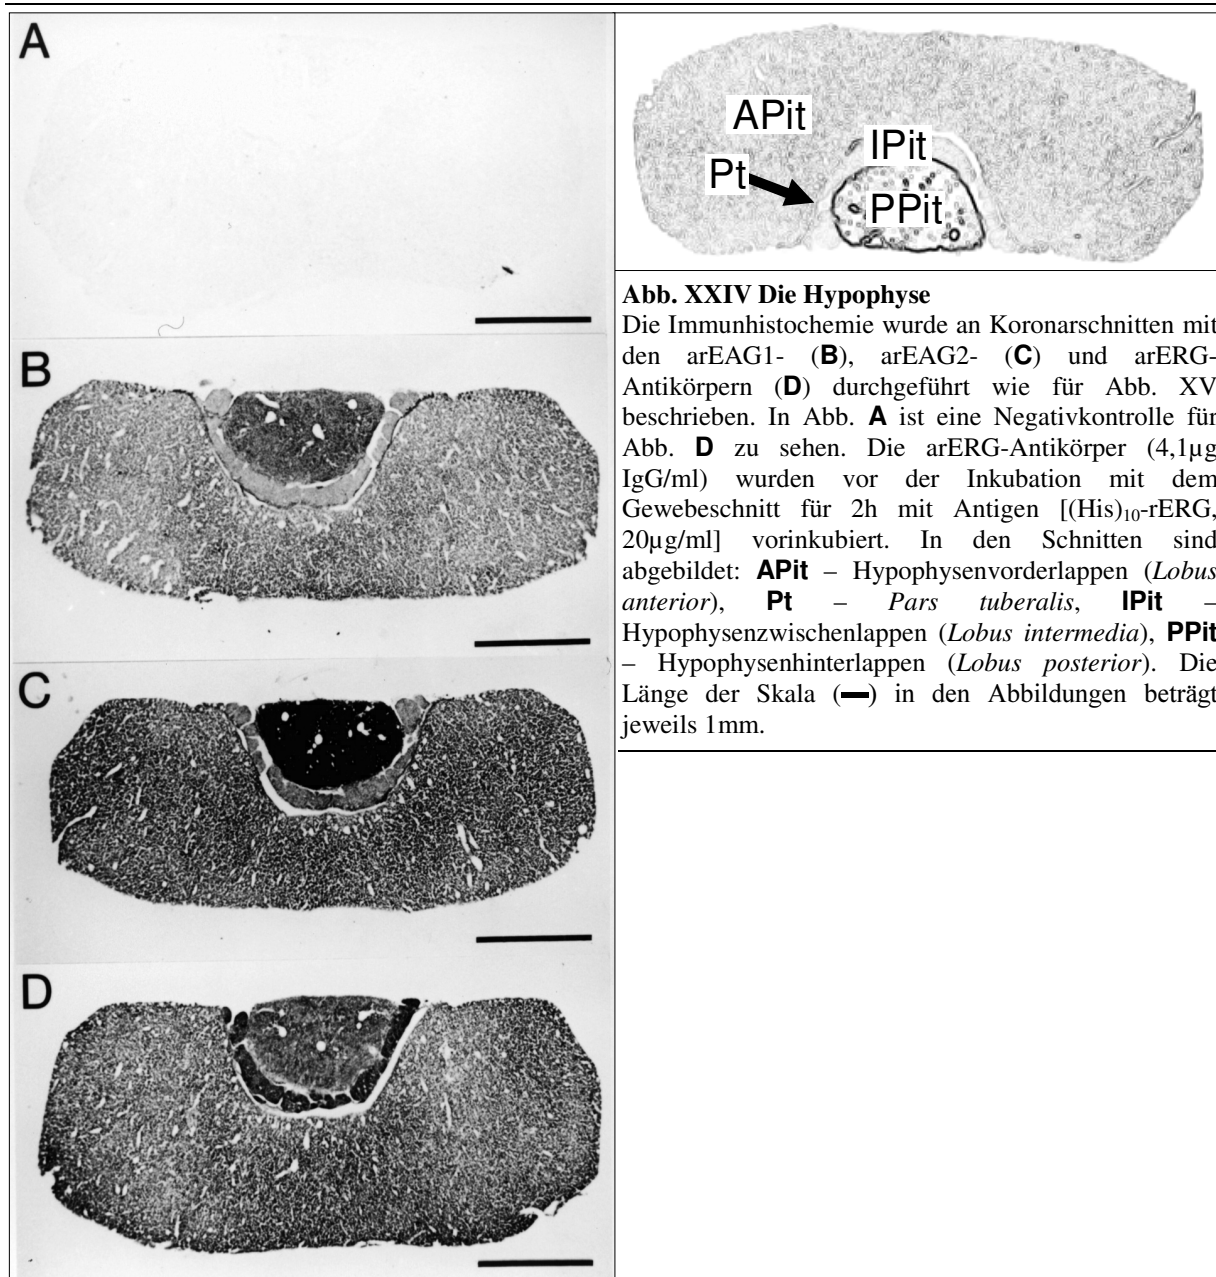 A
B
C
D
APit
IPit
Pt
PPit
Abb. XXIV Die Hypophyse
Die Immunhistochemie wurde an Koronarschnitten mit
den arEAG1- (B), arEAG2- (C) und arERG-
Antikörpern (D) durchgeführt wie für Abb. XV
beschrieben. In Abb. A ist eine Negativkontrolle für
Abb. D zu sehen. Die arERG-Antikörper (4,1µg
IgG/ml) wurden vor der Inkubation mit dem
Gewebeschnitt für 2h mit Antigen [(His)₁₀-rERG,
20µg/ml] vorinkubiert. In den Schnitten sind
abgebildet: APit – Hypophysenvorderlappen (Lobus
anterior), Pt – Pars tuberalis, IPit –
Hypophysenzwischenlappen (Lobus intermedia), PPit
– Hypophysenhinterlappen (Lobus posterior). Die
Länge der Skala (━) in den Abbildungen beträgt
jeweils 1mm.